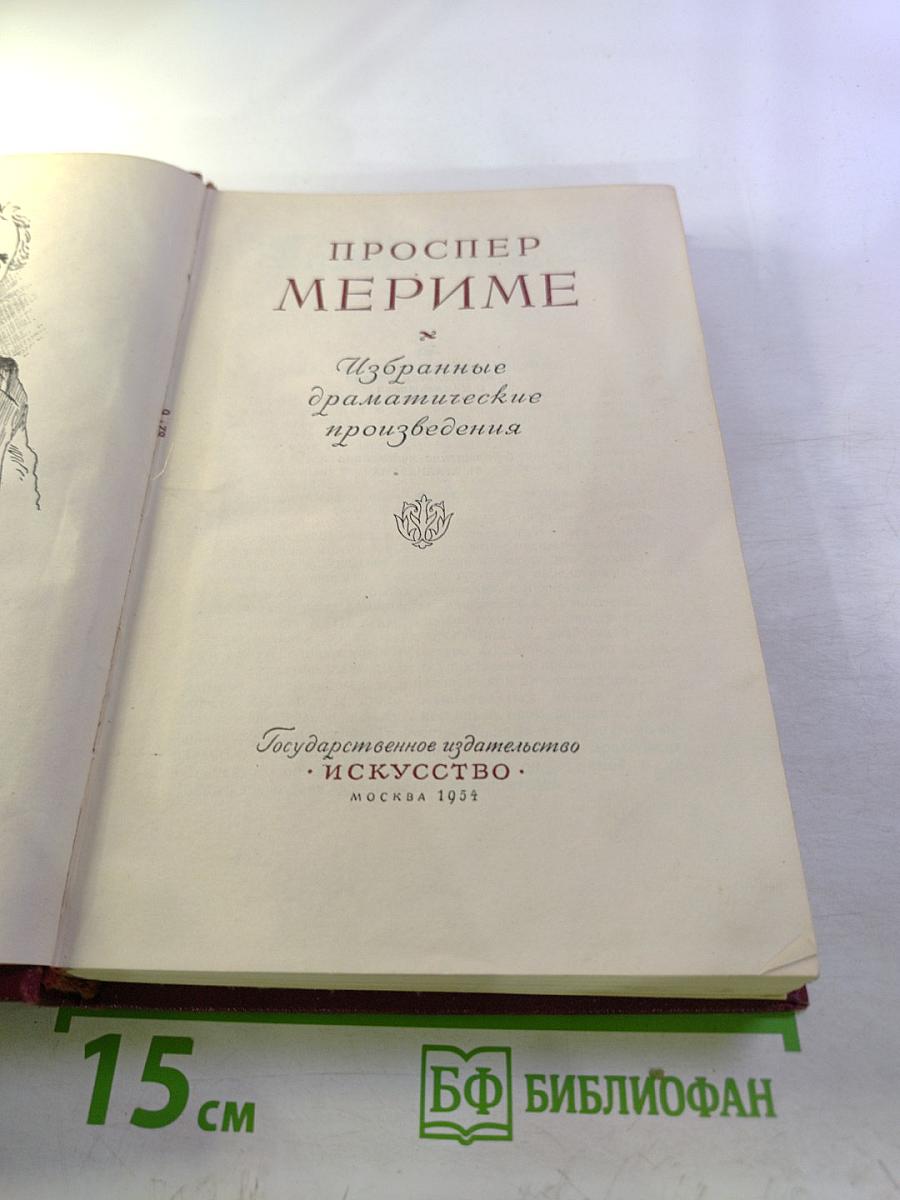 ПРОСПЕР
МЕРИМЕ
Избранные
драматические
произведения
Государственное издательство
· ИСКУССТВО ·
МОСКВА 1954
15 см
БФ БИБЛИОФАН